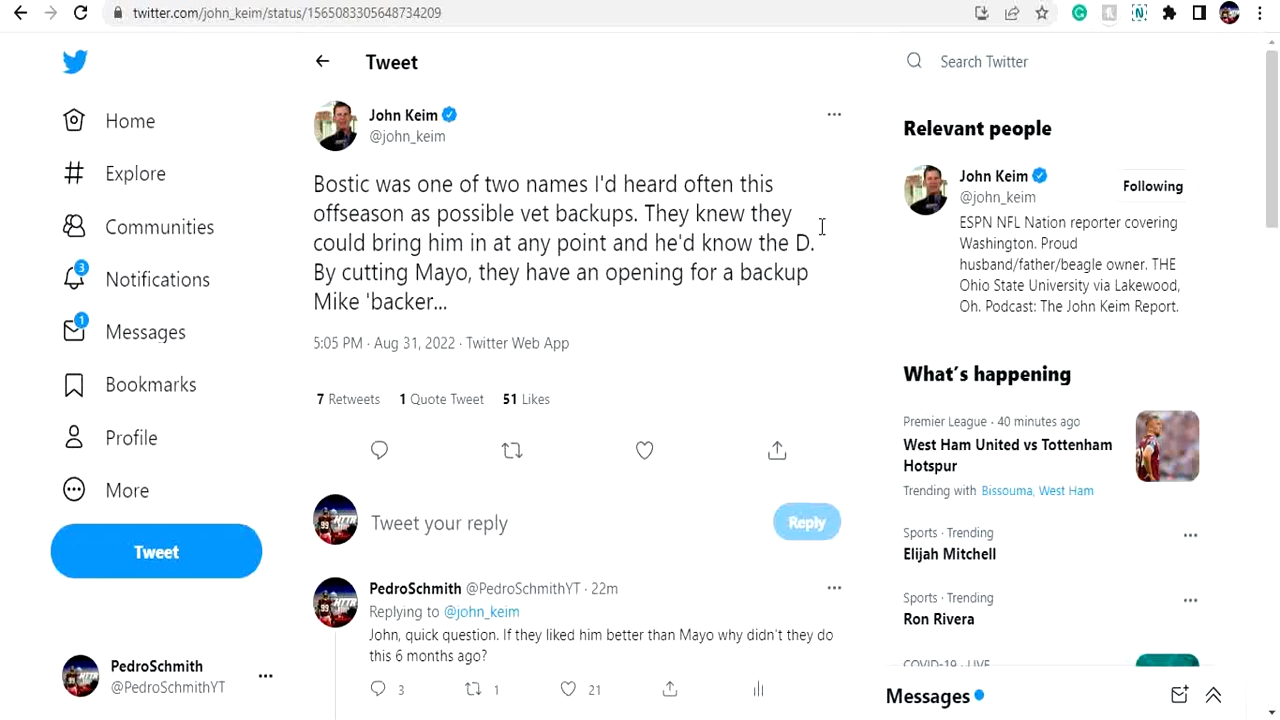 twitter.com/john_keim/status/1565083305648734209
Home
Explore
Communities
3
Notifications
1
Messages
Bookmarks
Profile
More
Tweet
PedroSchmith
@PedroSchmithYT
Tweet
John Keim
@john_keim
Bostic was one of two names I'd heard often this
offseason as possible vet backups. They knew they
could bring him in at any point and he'd know the D.
By cutting Mayo, they have an opening for a backup
Mike 'backer...
5:05 PM · Aug 31, 2022 · Twitter Web App
7 Retweets 1 Quote Tweet 51 Likes
Tweet your reply
Reply
PedroSchmith @PedroSchmithYT · 22m
Replying to @john_keim
John, quick question. If they liked him better than Mayo why didn't they do
this 6 months ago?
3 1 21
Search Twitter
Relevant people
John Keim
@john_keim
Following
ESPN NFL Nation reporter covering
Washington. Proud
husband/father/beagle owner. THE
Ohio State University via Lakewood,
Oh. Podcast: The John Keim Report.
What's happening
Premier League · 40 minutes ago
West Ham United vs Tottenham
Hotspur
Trending with Bissouma, West Ham
Sports · Trending
Elijah Mitchell
Sports · Trending
Ron Rivera
COVID-19 · LIVE
Messages